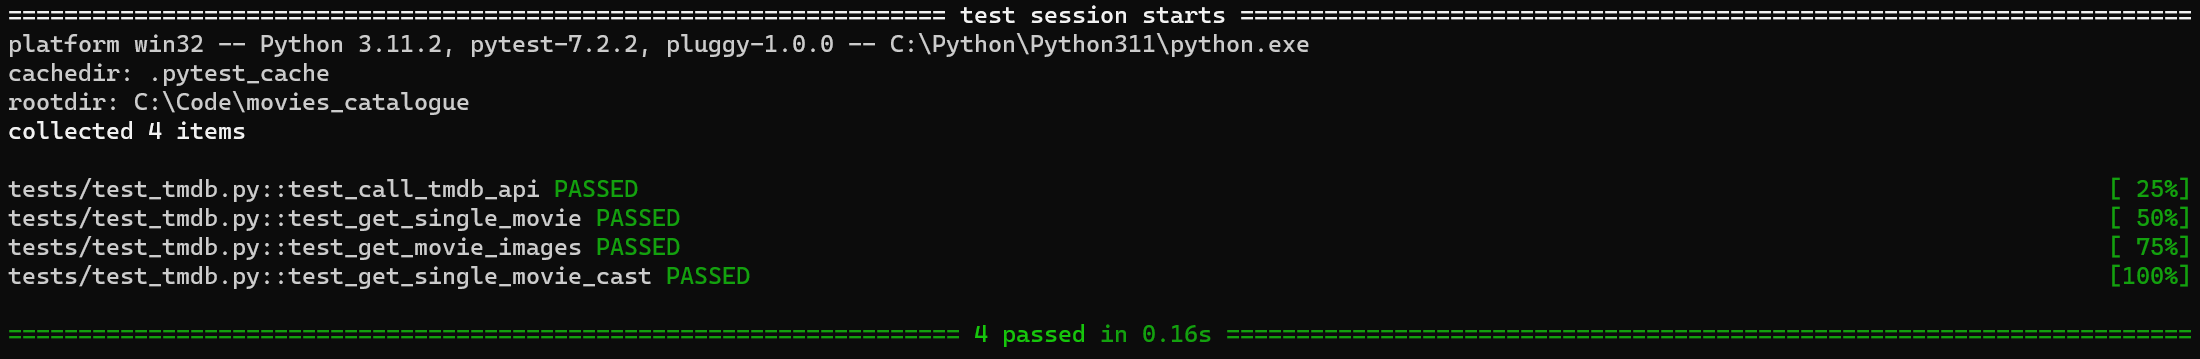 =================================================================== test session starts ====================================================================
platform win32 -- Python 3.11.2, pytest-7.2.2, pluggy-1.0.0 -- C:\Python\Python311\python.exe
cachedir: .pytest_cache
rootdir: C:\Code\movies_catalogue
collected 4 items
tests/test_tmdb.py::test_call_tmdb_api PASSED [ 25%]
tests/test_tmdb.py::test_get_single_movie PASSED [ 50%]
tests/test_tmdb.py::test_get_movie_images PASSED [ 75%]
tests/test_tmdb.py::test_get_single_movie_cast PASSED [100%]
==================================================================== 4 passed in 0.16s =====================================================================